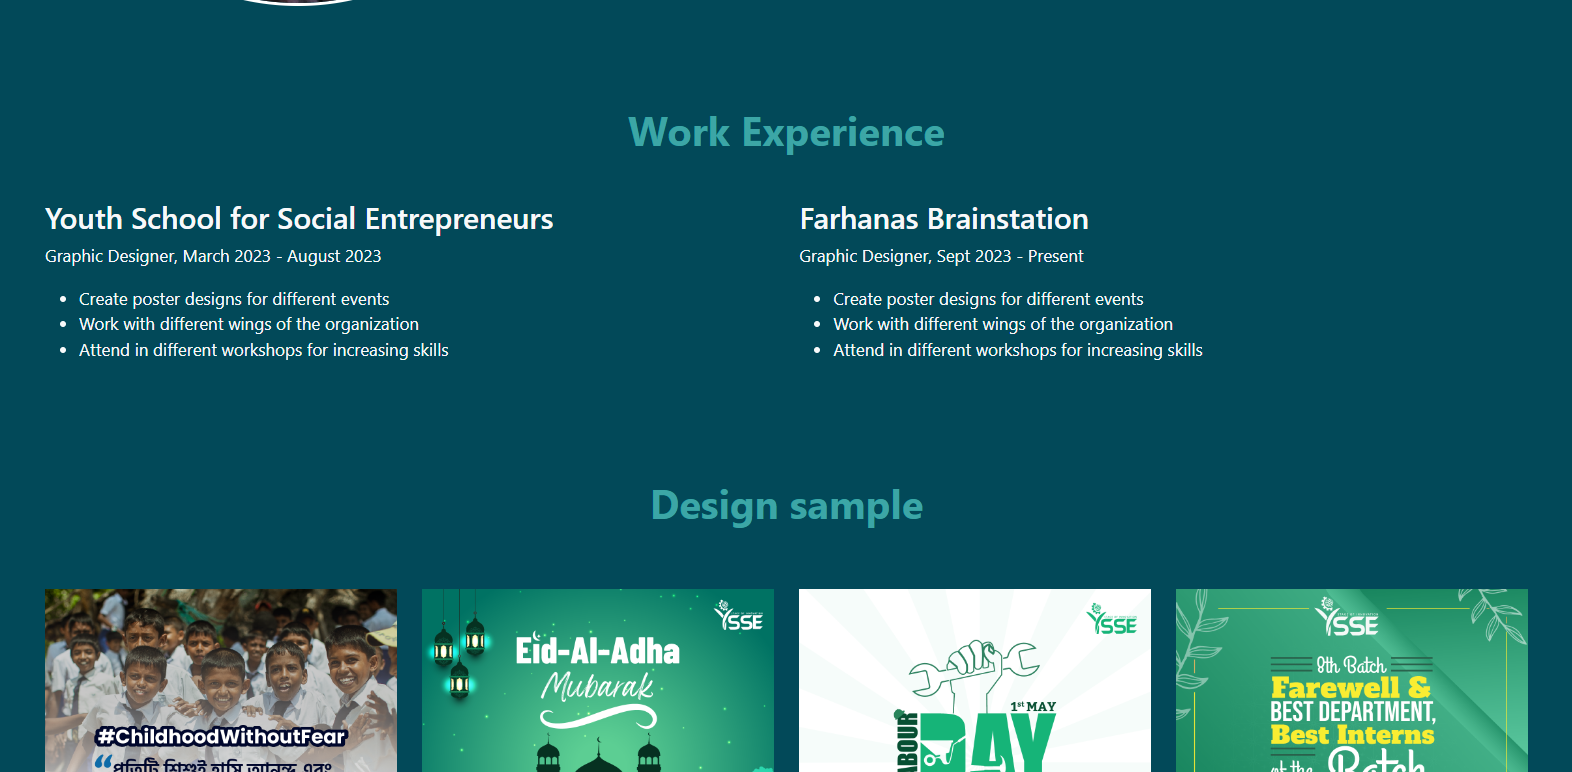 Work Experience
Youth School for Social Entrepreneurs
Graphic Designer, March 2023 - August 2023
• Create poster designs for different events
• Work with different wings of the organization
• Attend in different workshops for increasing skills
Farhanas Brainstation
Graphic Designer, Sept 2023 - Present
• Create poster designs for different events
• Work with different wings of the organization
• Attend in different workshops for increasing skills
Design sample
#ChildhoodWithoutFear
“প্রতিটি শিশুই হাসি আনন্দ এবং
YSSE
Eid-Al-Adha
Mubarak
YSSE
1st MAY
LABOUR
DAY
YSSE
8th Batch
Farewell &
BEST DEPARTMENT,
Best Interns
of the Batch